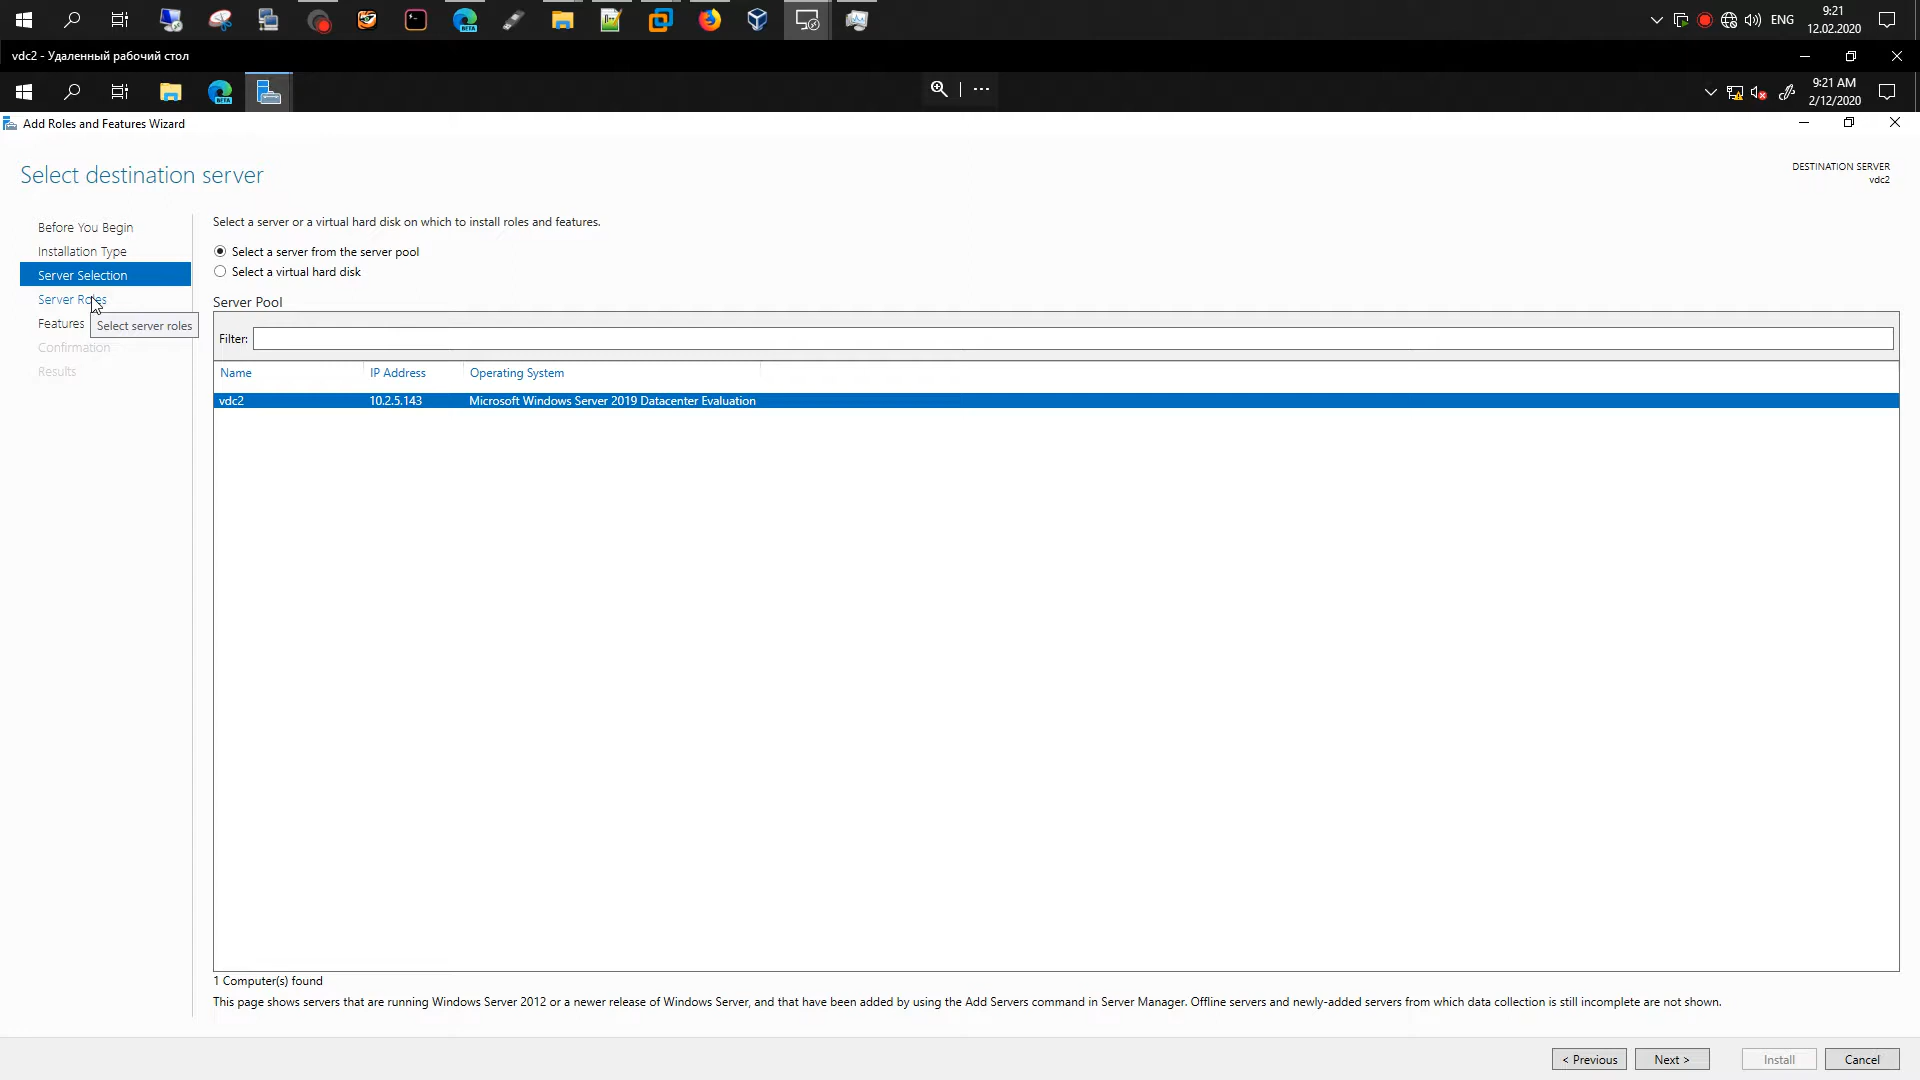 9:21
ENG
12.02.2020
vdc2 - Удаленный рабочий стол
9:21 AM
2/12/2020
Add Roles and Features Wizard
Select destination server
DESTINATION SERVER
vdc2
Before You Begin
Installation Type
Server Selection
Server Roles
Features
Select server roles
Confirmation
Results
Select a server or a virtual hard disk on which to install roles and features.
Select a server from the server pool
Select a virtual hard disk
Server Pool
Filter:
Name IP Address Operating System
vdc2 10.2.5.143 Microsoft Windows Server 2019 Datacenter Evaluation
1 Computer(s) found
This page shows servers that are running Windows Server 2012 or a newer release of Windows Server, and that have been added by using the Add Servers command in Server Manager. Offline servers and newly-added servers from which data collection is still incomplete are not shown.
< Previous Next > Install Cancel